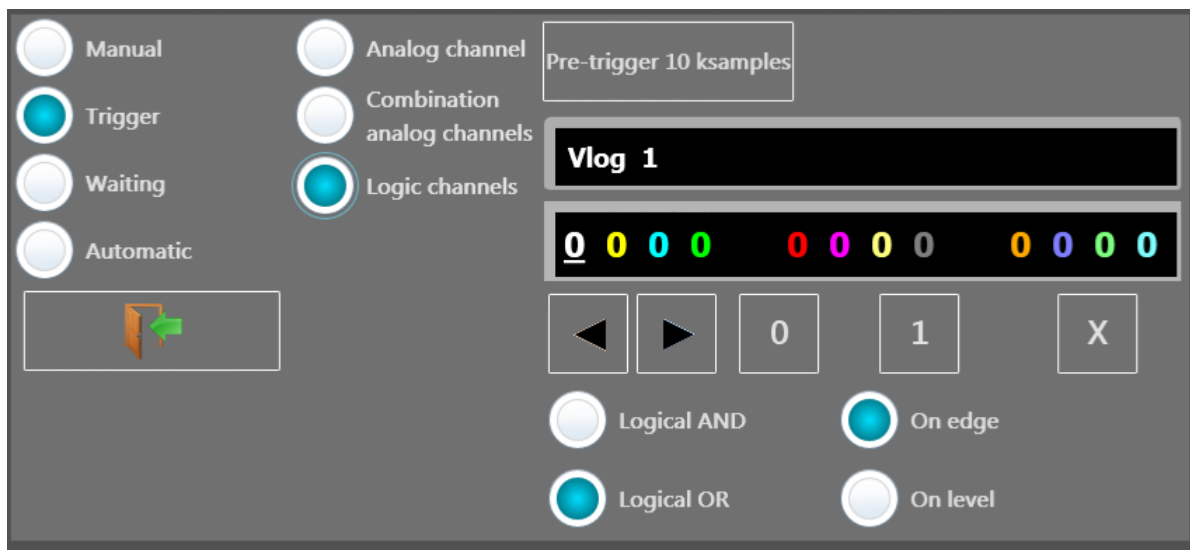 Manual
Trigger
Waiting
Automatic
Analog channel
Combination
analog channels
Logic channels
Pre-trigger 10 ksamples
Vlog 1
0 0 0 0 0 0 0 0 0 0 0 0
0 1 X
Logical AND
On edge
Logical OR
On level